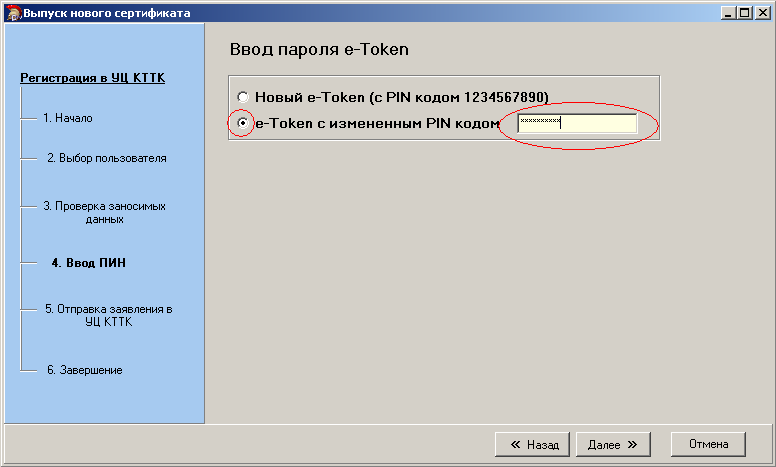 Выпуск нового сертификата
Ввод пароля e-Token
Регистрация в УЦ КТТК
Новый e-Token (с PIN кодом 1234567890)
1. Начало
e-Token с измененным PIN кодом
××××××××××
2. Выбор пользователя
3. Проверка заносимых
данных
4. Ввод ПИН
5. Отправка заявления в
УЦ КТТК
6. Завершение
« Назад
Далее »
Отмена